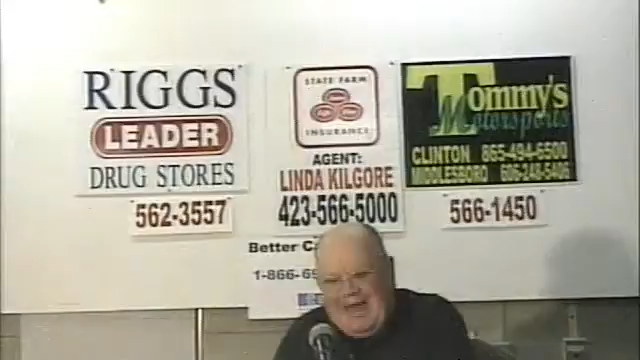 RIGGS
LEADER
DRUG STORES
562-3557
STATE FARM
INSURANCE
AGENT:
LINDA KILGORE
423-566-5000
Tommy's
Motorsports
CLINTON 865-494-6500
MIDDLESBORO 606-248-5406
566-1450
Better
1-866-